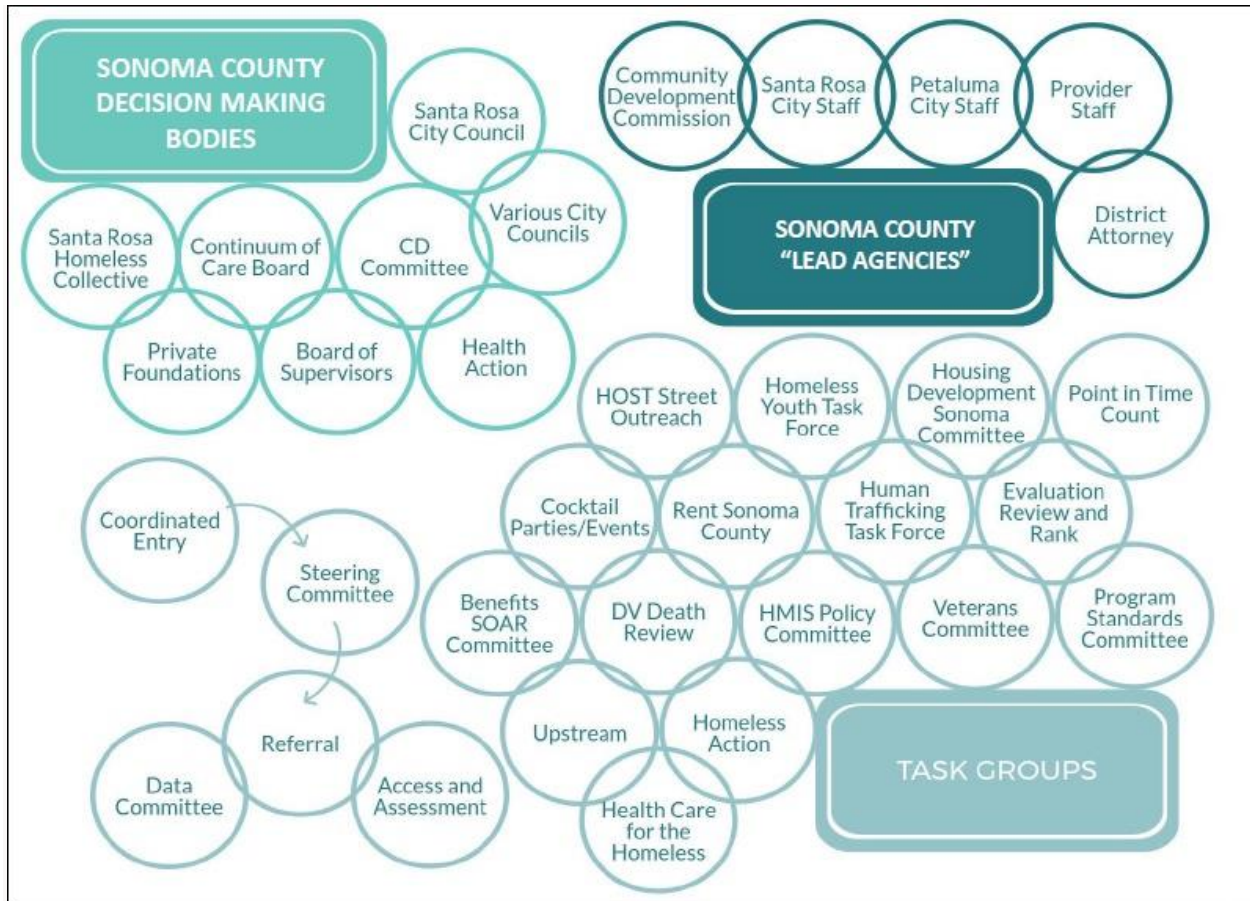 SONOMA COUNTY
DECISION MAKING
BODIES
Santa Rosa
City Council
Various City
Councils
Santa Rosa
Homeless
Collective
Continuum of
Care Board
CD
Committee
Private
Foundations
Board of
Supervisors
Health
Action
Community
Development
Commission
Santa Rosa
City Staff
Petaluma
City Staff
Provider
Staff
District
Attorney
SONOMA COUNTY
“LEAD AGENCIES”
HOST Street
Outreach
Homeless
Youth Task
Force
Housing
Development
Sonoma
Committee
Point in Time
Count
Cocktail
Parties/Events
Rent Sonoma
County
Human
Trafficking
Task Force
Evaluation
Review and
Rank
Benefits
SOAR
Committee
DV Death
Review
HMIS Policy
Committee
Veterans
Committee
Program
Standards
Committee
Upstream
Homeless
Action
Health Care
for the
Homeless
TASK GROUPS
Coordinated
Entry
Steering
Committee
Referral
Data
Committee
Access and
Assessment